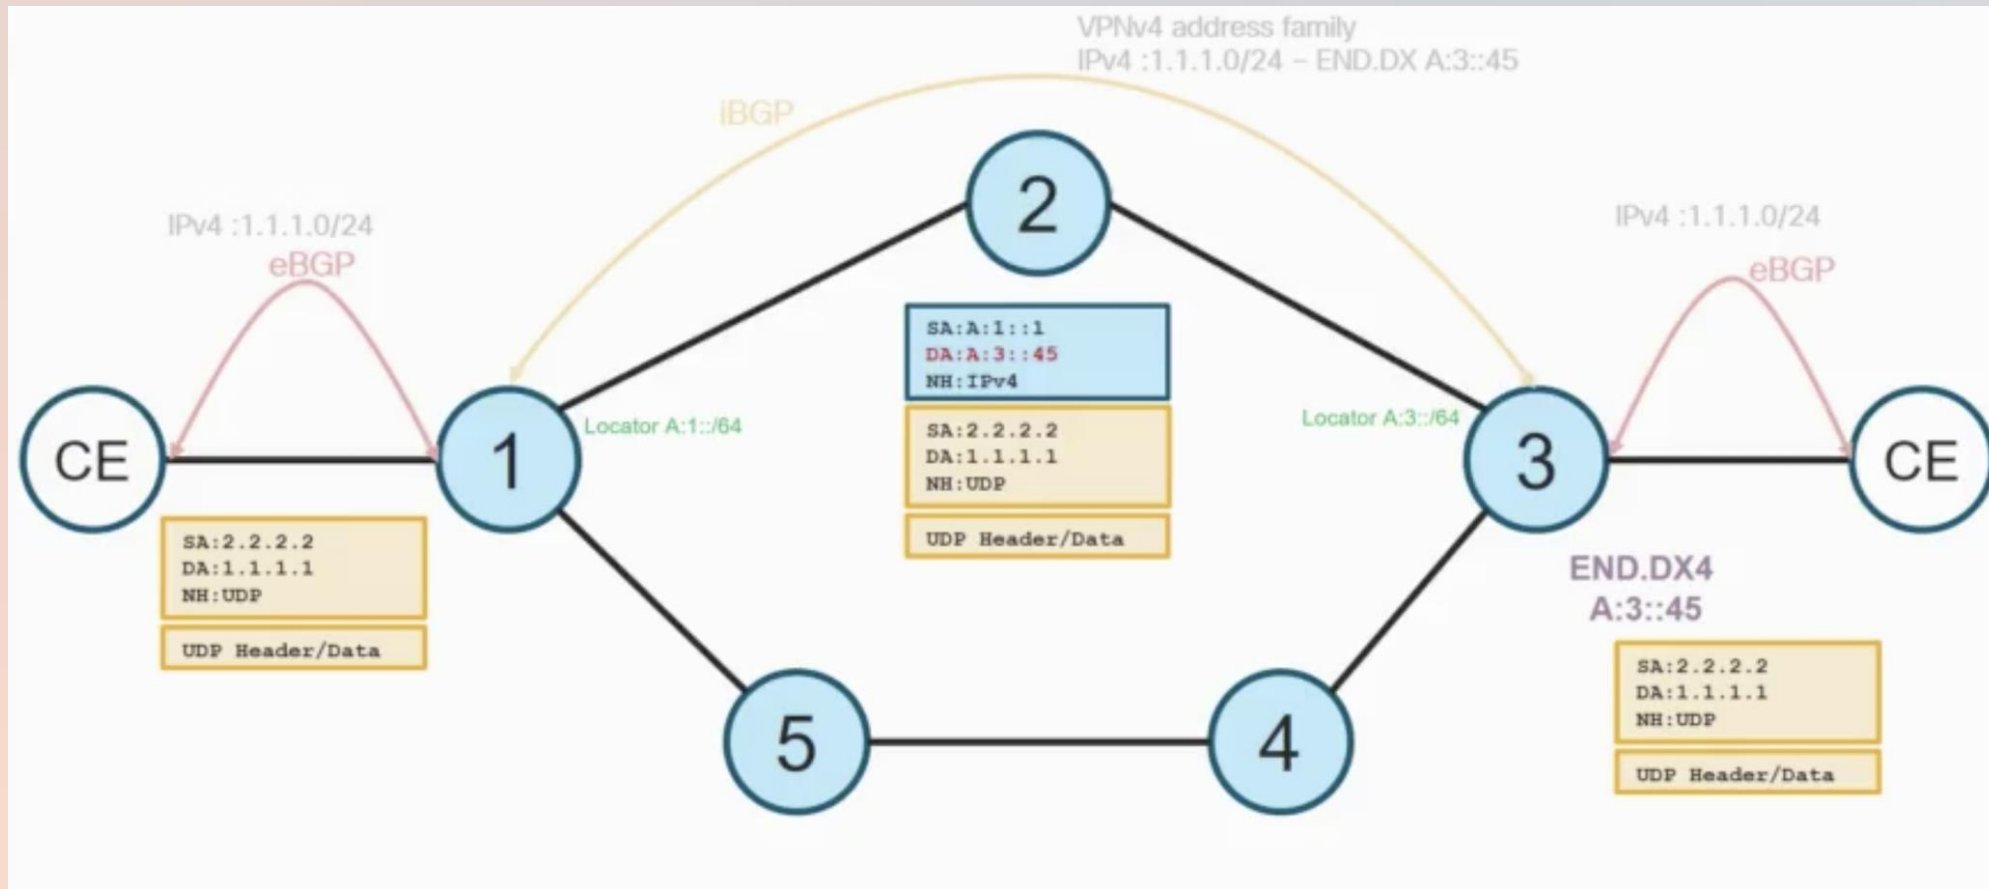 VPNv4 address family
IPv4 :1.1.1.0/24 – END.DX A:3::45
iBGP
2
IPv4 :1.1.1.0/24
eBGP
IPv4 :1.1.1.0/24
eBGP
SA:A:1::1
DA:A:3::45
NH:IPv4
SA:2.2.2.2
DA:1.1.1.1
NH:UDP
UDP Header/Data
CE
1
Locator A:1::/64
Locator A:3::/64
3
CE
SA:2.2.2.2
DA:1.1.1.1
NH:UDP
UDP Header/Data
END.DX4
A:3::45
SA:2.2.2.2
DA:1.1.1.1
NH:UDP
UDP Header/Data
5
4